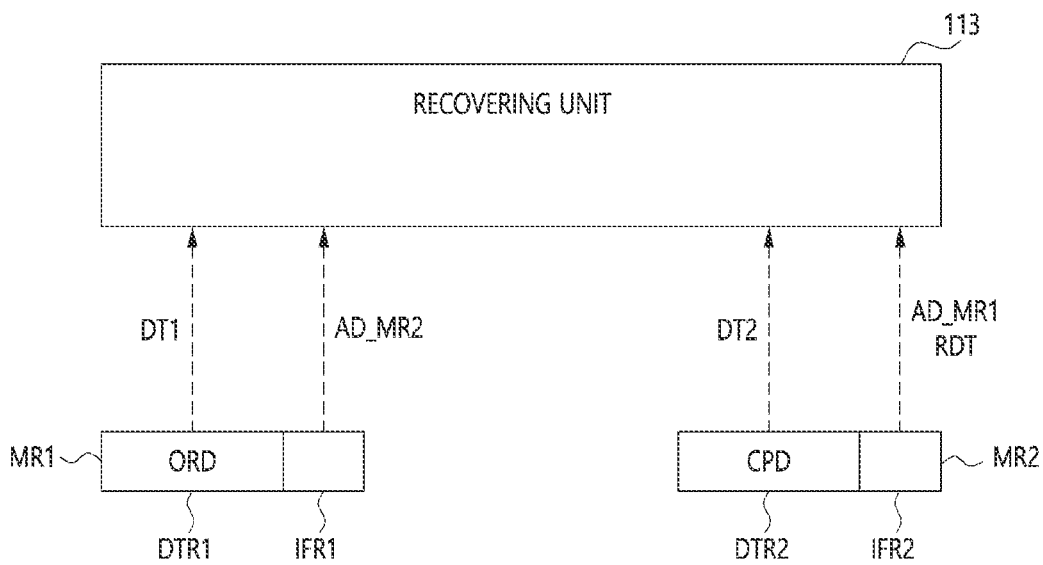 113
RECOVERING UNIT
DT1
AD_MR2
DT2
AD_MR1
RDT
MR1
ORD
CPD
MR2
DTR1
IFR1
DTR2
IFR2